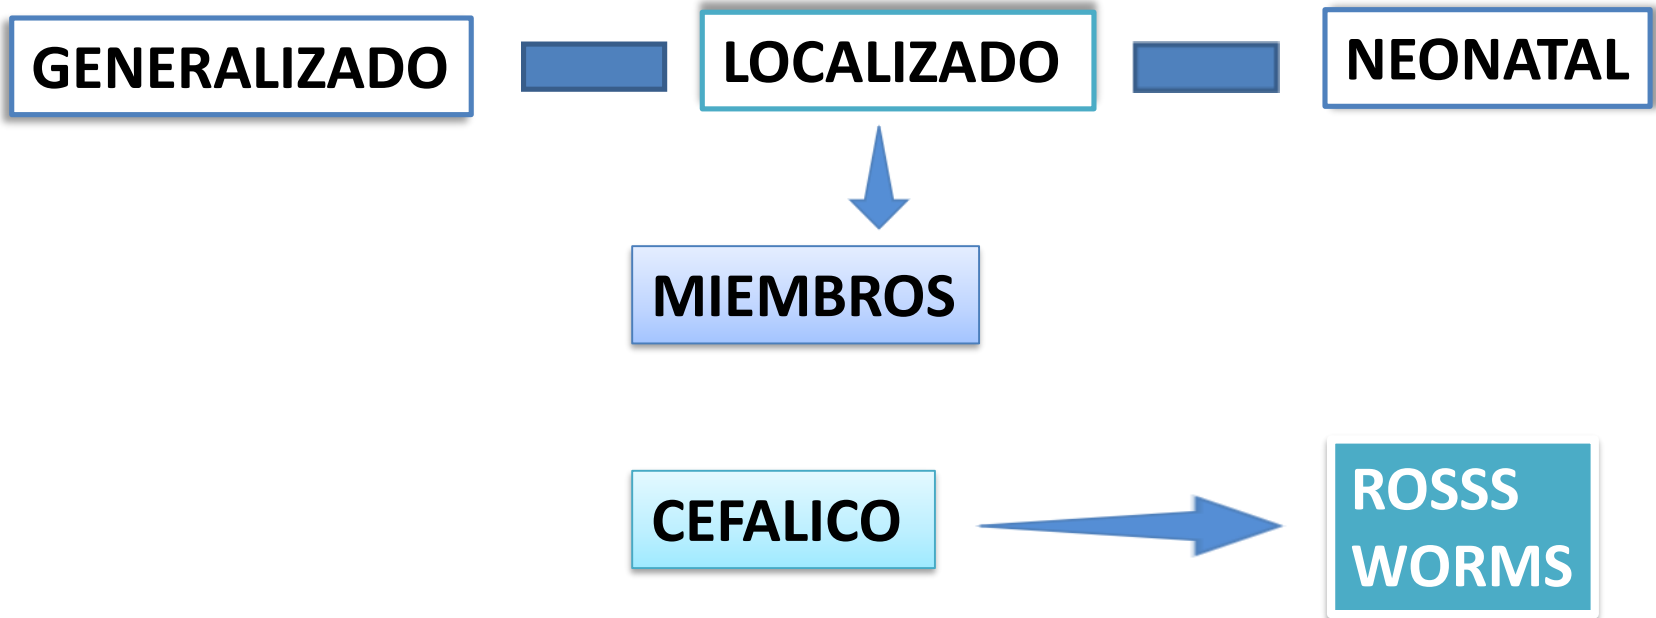 GENERALIZADO
LOCALIZADO
NEONATAL
MIEMBROS
CEFALICO
ROSSS
WORMS